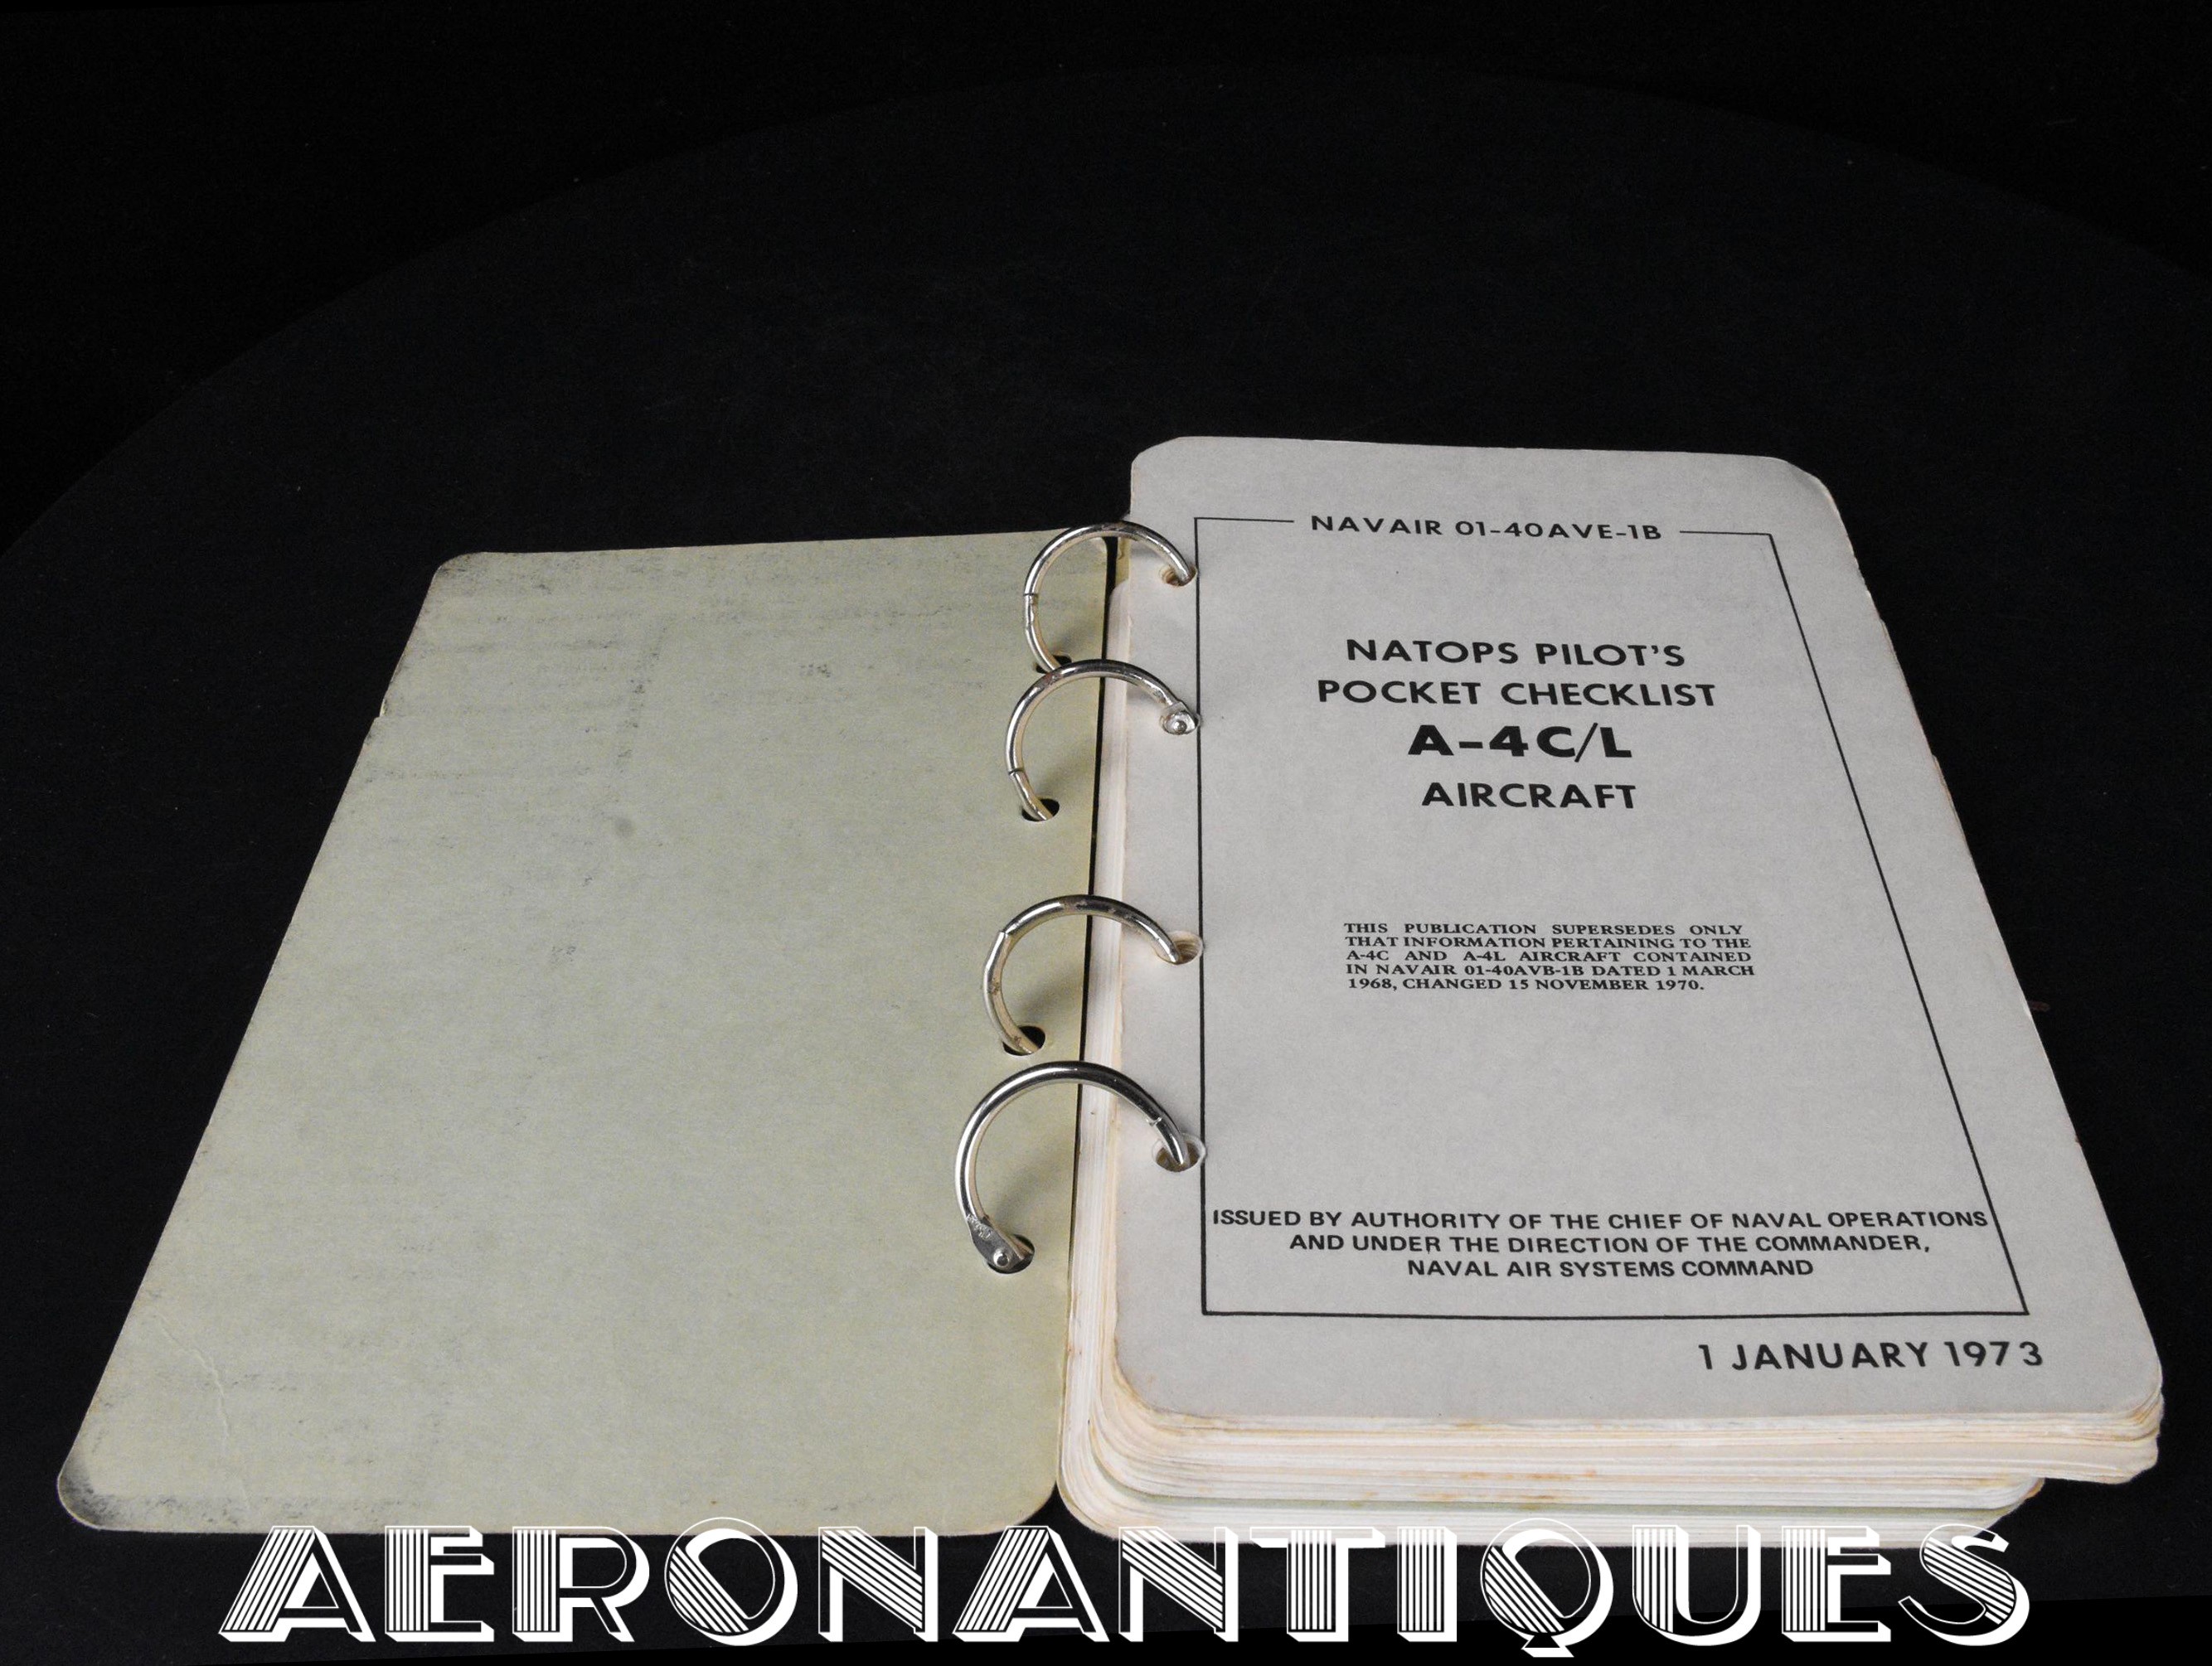 NAVAIR 01-40AVE-1B
NATOPS PILOT'S
POCKET CHECKLIST
A-4C/L
AIRCRAFT
THIS PUBLICATION SUPERSEDES ONLY
THAT INFORMATION PERTAINING TO THE
A-4C AND A-4L AIRCRAFT CONTAINED
IN NAVAIR 01-40AVB-1B DATED 1 MARCH
1968, CHANGED 15 NOVEMBER 1970.
ISSUED BY AUTHORITY OF THE CHIEF OF NAVAL OPERATIONS
AND UNDER THE DIRECTION OF THE COMMANDER,
NAVAL AIR SYSTEMS COMMAND
1 JANUARY 1973
AERONANTIQUES